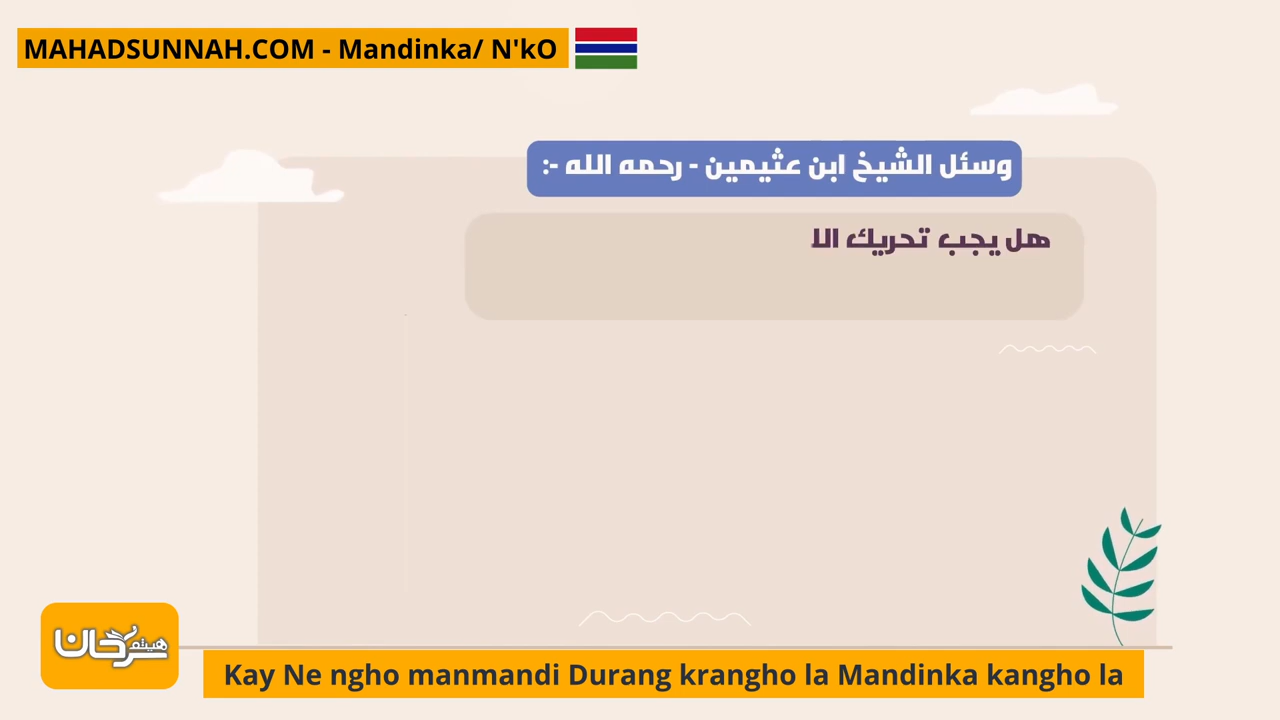 MAHADSUNNAH.COM - Mandinka/ N'kO
وسئل الشيخ ابن عثيمين - رحمه الله -:
هل يجب تحريك الا
هيثم سرحان
Kay Ne ngho manmandi Durang krangho la Mandinka kangho la